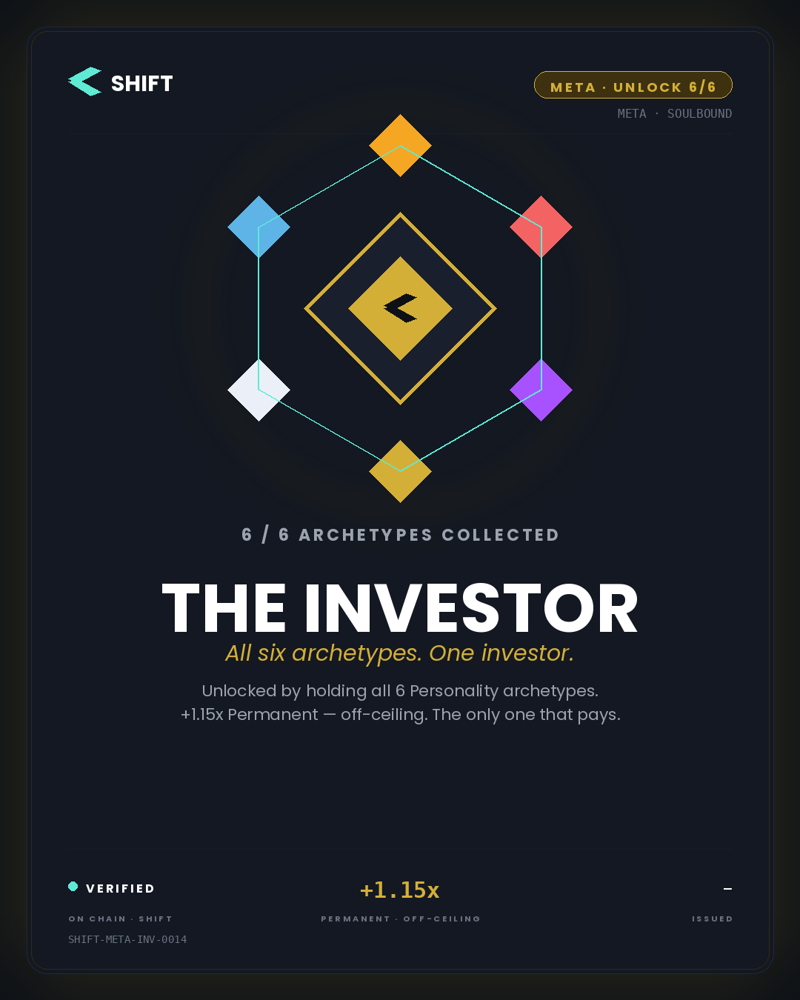 SHIFT
META · UNLOCK 6/6
META · SOULBOUND
6 / 6 ARCHETYPES COLLECTED
THE INVESTOR
All six archetypes. One investor.
Unlocked by holding all 6 Personality archetypes.
+1.15x Permanent — off-ceiling. The only one that pays.
VERIFIED
+1.15x
—
ON CHAIN · SHIFT
PERMANENT · OFF-CEILING
ISSUED
SHIFT-META-INV-0014